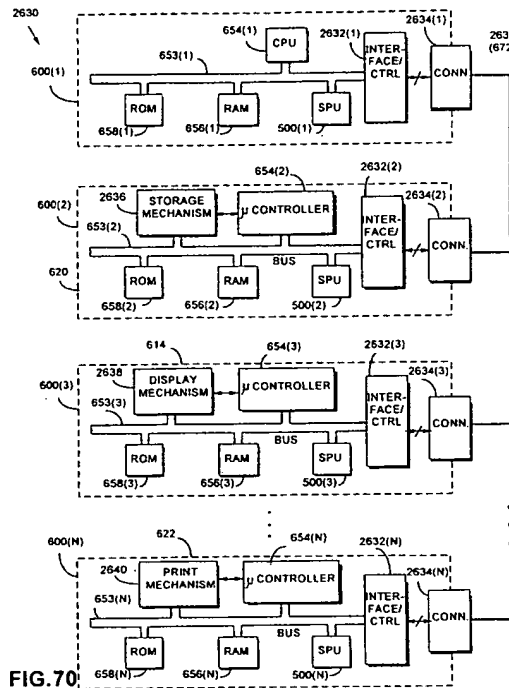 2630
654(1)
2632(1)
2634(1)
263
(672
653(1)
CPU
INTER-
FACE/
CTRL
CONN
600(1)
ROM
RAM
SPU
658(1)
656(1)
500(1)
654(2)
2632(2)
2634(2)
600(2)
2636
STORAGE
MECHANISM
μ CONTROLLER
INTER-
FACE/
CTRL
CONN.
653(2)
BUS
620
ROM
RAM
SPU
658(2)
656(2)
500(2)
614
654(3)
2632(3)
2634(3)
600(3)
2638
DISPLAY
MECHANISM
μ CONTROLLER
INTER-
FACE/
CTRL
CONN.
653(3)
BUS
ROM
RAM
SPU
658(3)
656(3)
500(3)
622
654(N)
2632(N)
2634(N)
600(N)
2640
PRINT
MECHANISM
μ CONTROLLER
INTER-
FACE/
CTRL
CONN.
653(N)
BUS
ROM
RAM
SPU
658(N)
656(N)
500(N)
FIG.70